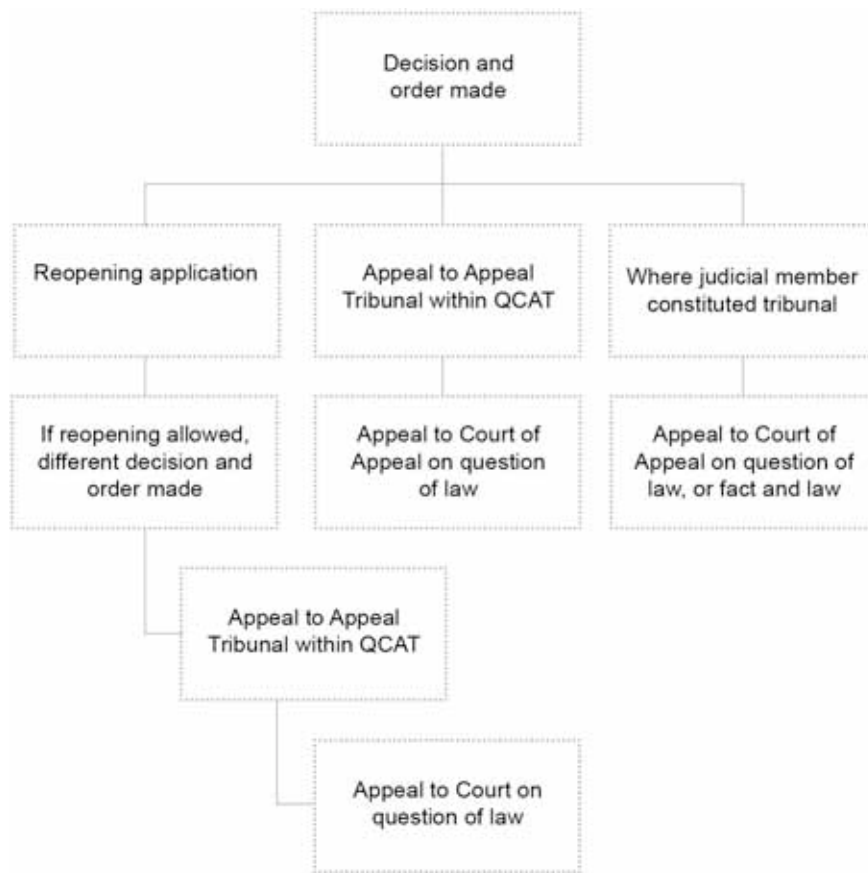 Decision and
order made
Reopening application
Appeal to Appeal
Tribunal within QCAT
Where judicial member
constituted tribunal
If reopening allowed,
different decision and
order made
Appeal to Court of
Appeal on question
of law
Appeal to Court of
Appeal on question of
law, or fact and law
Appeal to Appeal
Tribunal within QCAT
Appeal to Court on
question of law